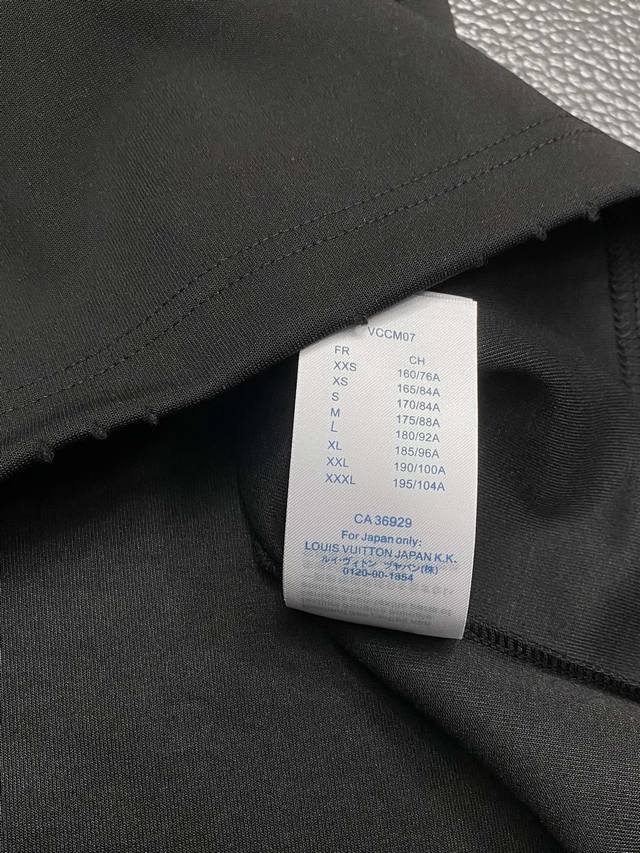 VCCM07
FR CH
XXS 160/76A
XS 165/84A
S 170/84A
M 175/88A
L 180/92A
XL 185/96A
XXL 190/100A
XXXL 195/104A
CA 36929
For Japan only:
LOUIS VUITTON JAPAN K.K.
ルイ・ヴィトン ジャパン(株)
0120-00-1854